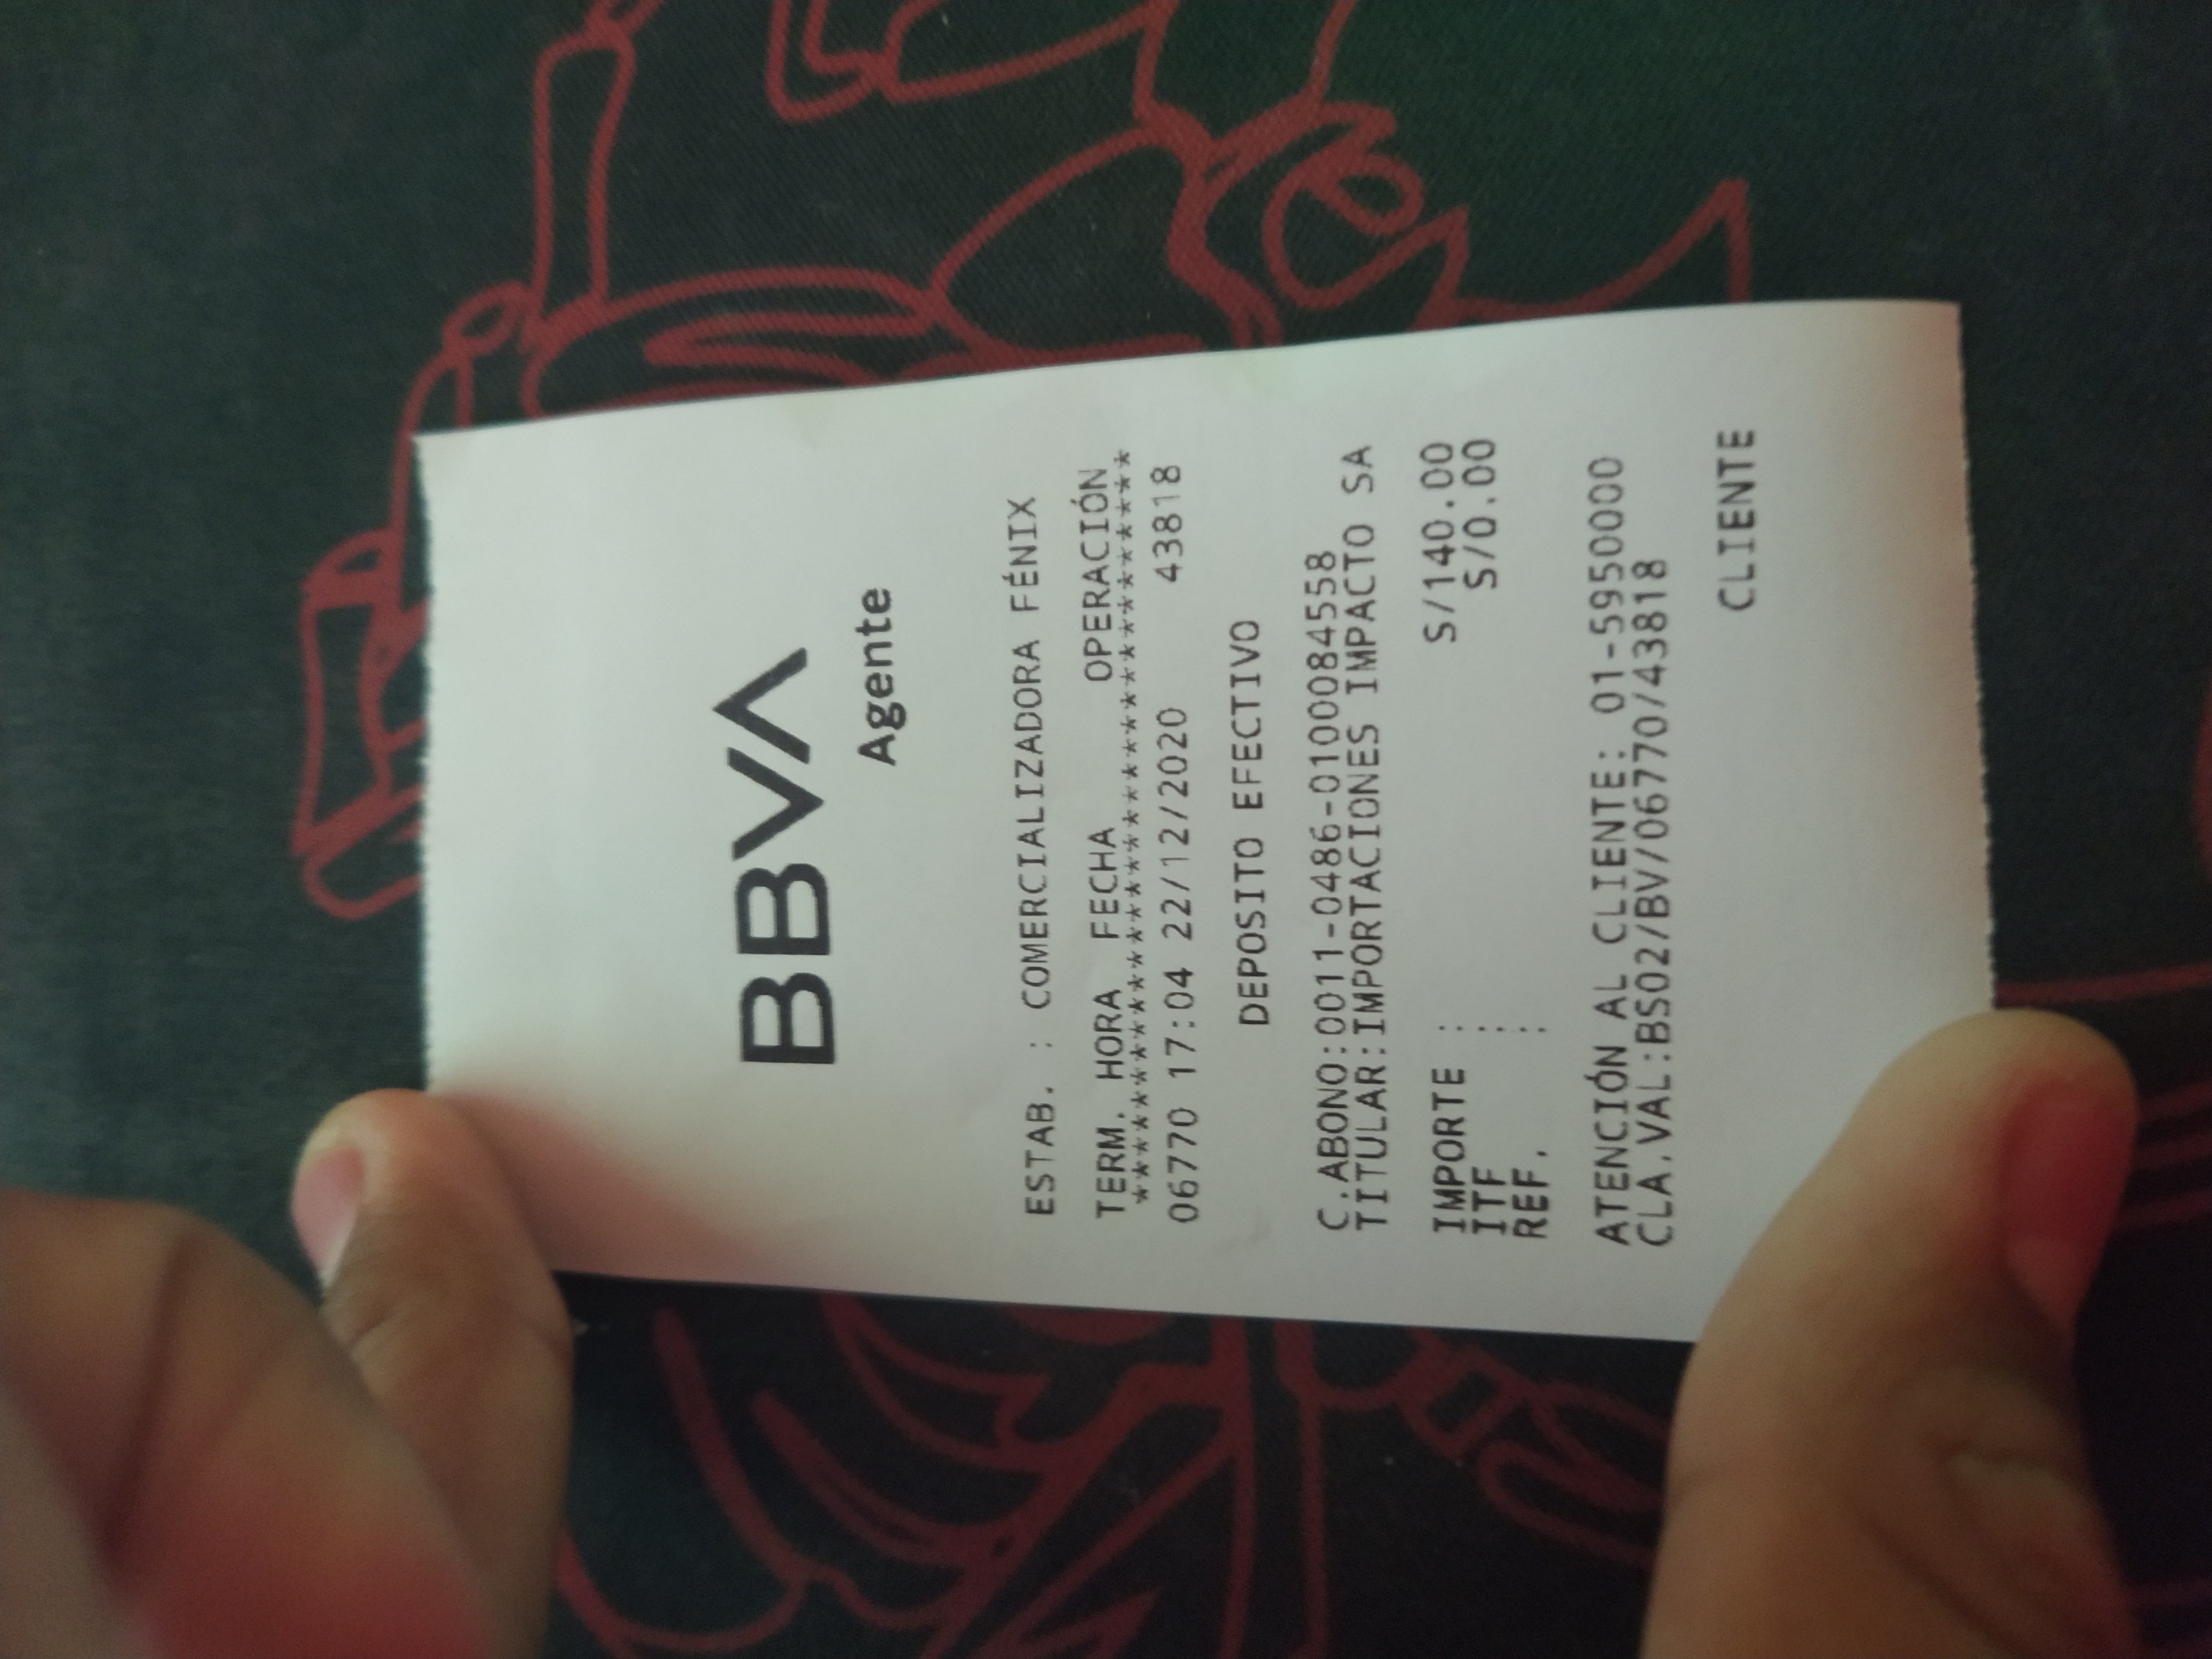 BBVA
Agente
ESTAB. : COMERCIALIZADORA FÉNIX
TERM. HORA FECHA OPERACIÓN
************************************
06770 17:04 22/12/2020 43818
DEPOSITO EFECTIVO
C.ABONO:0011-0486-0100084558
TITULAR:IMPORTACIONES IMPACTO SA
IMPORTE : S/140.00
ITF : S/0.00
REF. :
ATENCIÓN AL CLIENTE: 01-5950000
CLA.VAL:BS02/BV/06770/43818
CLIENTE